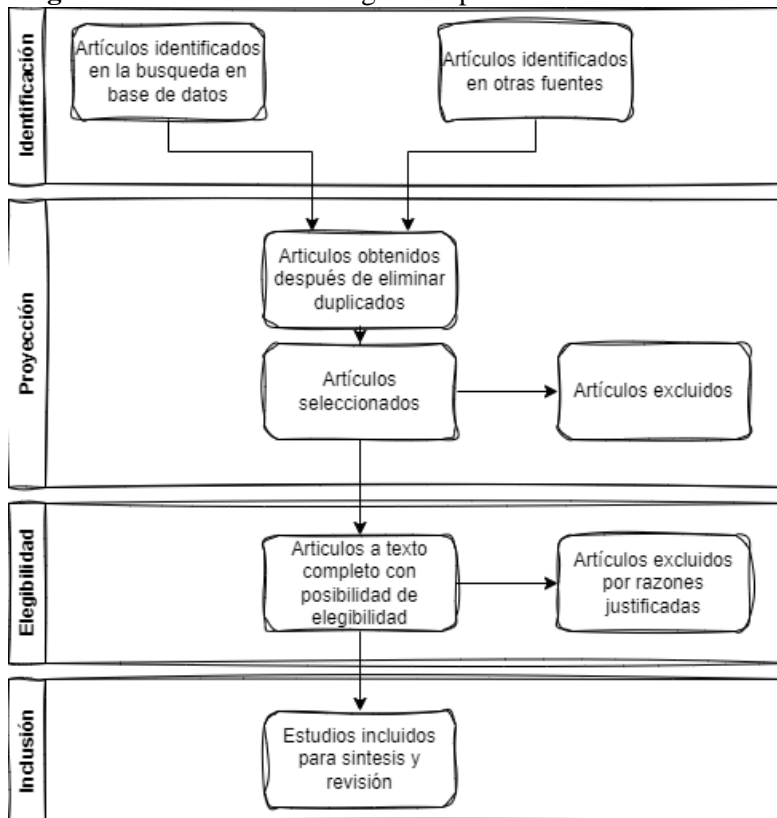 Identificación
Artículos identificados
en la busqueda en
base de datos
Artículos identificados
en otras fuentes
Proyección
Articulos obtenidos
después de eliminar
duplicados
Artículos
seleccionados
Artículos excluidos
Elegibilidad
Articulos a texto
completo con
posibilidad de
elegibilidad
Artículos excluidos
por razones
justificadas
Inclusión
Estudios incluidos
para sintesis y
revisión